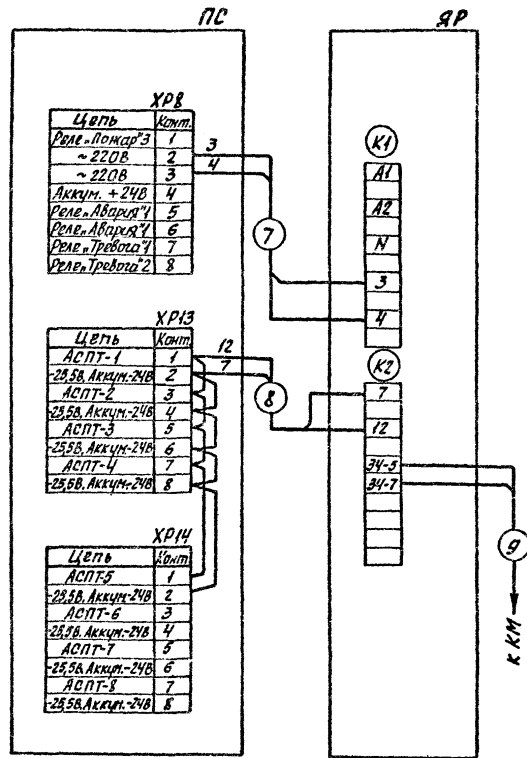 ПС
ЯР
ХР8
Цепь Конт.
Реле„Пожар"3 1
~220В 2
~220В 3
Аккум. +24В 4
Реле„Авария"1 5
Реле„Авария"1 6
Реле„Тревога"1 7
Реле„Тревога"2 8
3
4
7
К1
А1
А2
N
3
4
ХР13
Цепь Конт.
АСПТ-1 1
-25,5В, Аккум.-24В 2
АСПТ-2 3
-25,5В, Аккум.-24В 4
АСПТ-3 5
-25,5В, Аккум.-24В 6
АСПТ-4 7
-25,5В, Аккум.-24В 8
12
7
8
К2
7
12
ЭЧ-5
ЭЧ-7
9
к КМ
ХР14
Цепь Конт
АСПТ-5 1
-25,5В, Аккум.-24В 2
АСПТ-6 3
-25,5В, Аккум.-24В 4
АСПТ-7 5
-25,5В, Аккум.-24В 6
АСПТ-8 7
-25,5В, Аккум.-24В 8